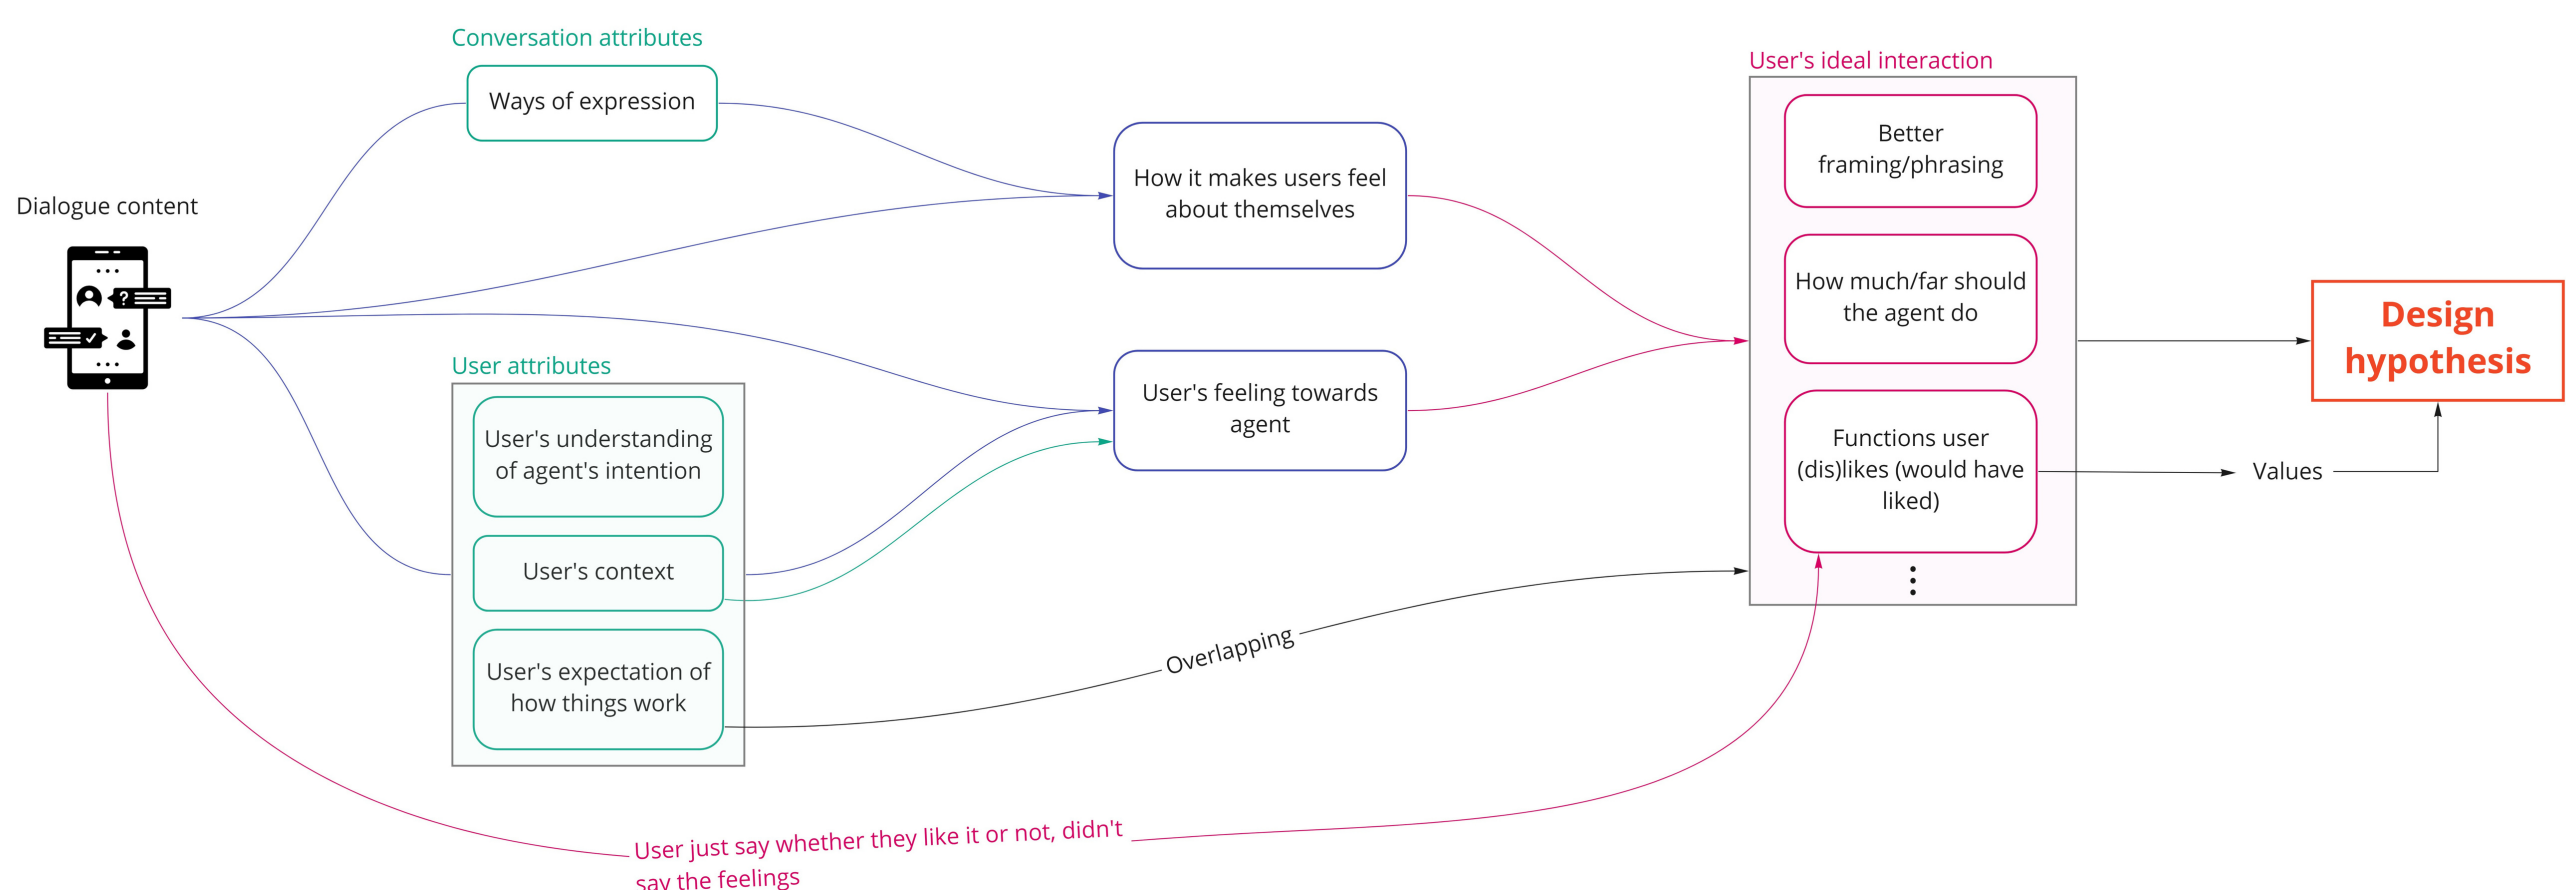 Conversation attributes
Ways of expression
Dialogue content
?
User attributes
User's understanding
of agent's intention
User's context
User's expectation of
how things work
How it makes users feel
about themselves
User's feeling towards
agent
Overlapping
User just say whether they like it or not, didn't
say the feelings
User's ideal interaction
Better
framing/phrasing
How much/far should
the agent do
Functions user
(dis)likes (would have
liked)
Values
Design
hypothesis